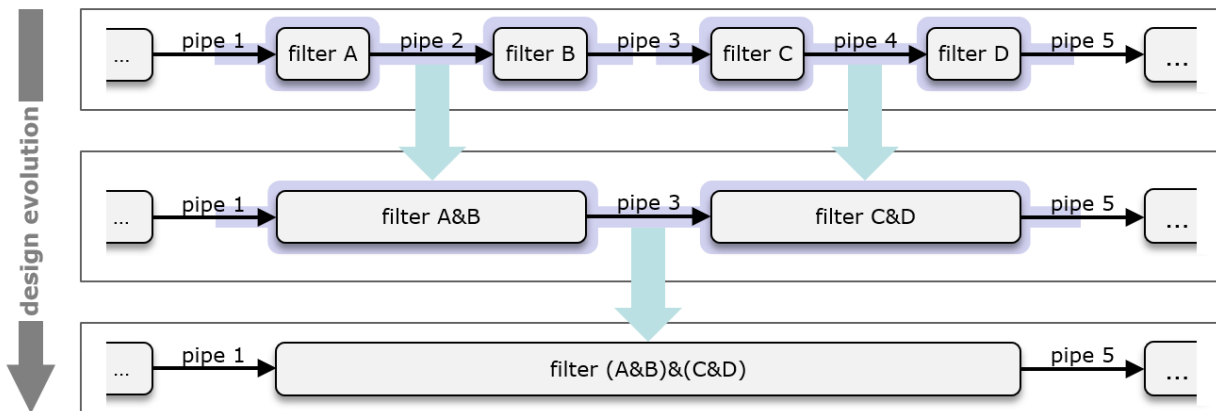 design evolution
...
pipe 1
filter A
pipe 2
filter B
pipe 3
filter C
pipe 4
filter D
pipe 5
...
...
pipe 1
filter A&B
pipe 3
filter C&D
pipe 5
...
...
pipe 1
filter (A&B)&(C&D)
pipe 5
...